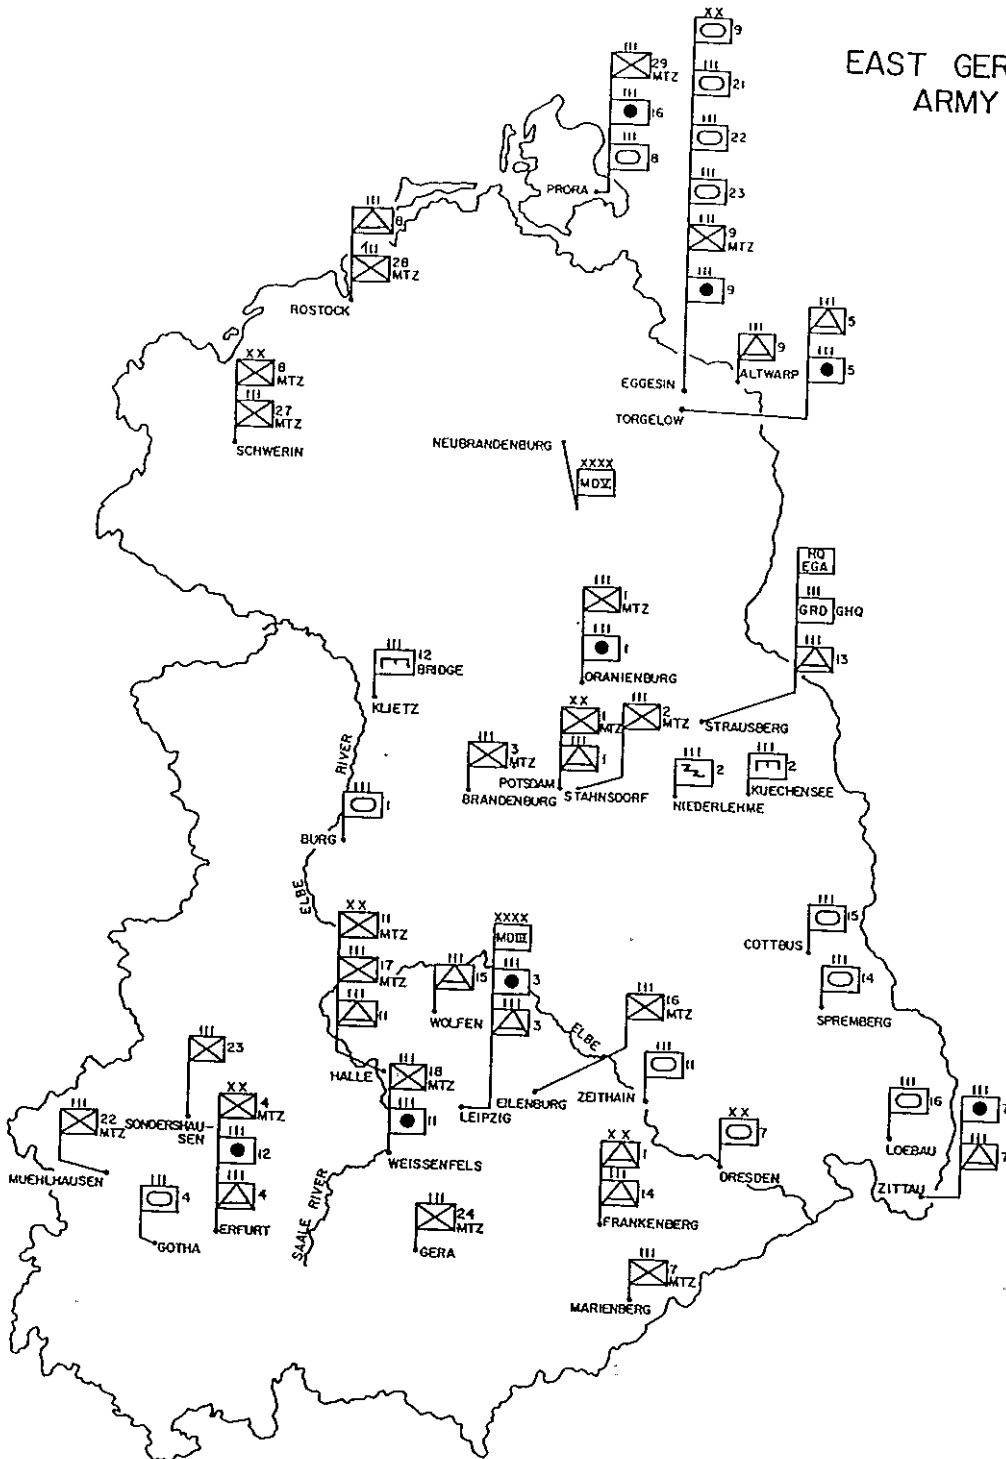 EAST GER
ARMY
XX
9
III
21
III
22
III
23
III
9
MTZ
III
9
EGGESIN
III
29
MTZ
III
16
III
8
PRORA
III
8
III
28
MTZ
ROSTOCK
XX
8
MTZ
III
27
MTZ
SCHWERIN
III
9
ALTWARP
III
5
III
5
TORGELOW
NEUBRANDENBURG
XXXX
MDV
HQ
EGA
III
GRD GHQ
III
13
STRAUSBERG
III
1
MTZ
III
1
ORANIENBURG
III
12
BRIDGE
KLIETZ
XX
1
MTZ
III
1
POTSDAM
III
2
MTZ
STAHNSDORF
III
3
MTZ
BRANDENBURG
III
2
NIEDERLEHME
III
2
KUECHENSEE
RIVER
ELBE
III
1
BURG
XX
11
MTZ
III
17
MTZ
III
11
HALLE
III
15
WOLFEN
XXXX
MDIII
III
3
III
3
LEIPZIG
ELBE
III
16
MTZ
EILENBURG
III
15
COTTBUS
III
14
SPREMBERG
III
11
ZEITHAIN
III
18
MTZ
III
11
WEISSENFELS
III
23
SONDERSHAU-
SEN
III
22
MTZ
MUEHLHAUSEN
XX
4
MTZ
III
12
III
4
ERFURT
III
4
GOTHA
SAALE RIVER
III
24
MTZ
GERA
XX
1
III
14
FRANKENBERG
XX
7
DRESDEN
III
16
LOEBAU
III
7
III
7
ZITTAU
III
7
MTZ
MARIENBERG